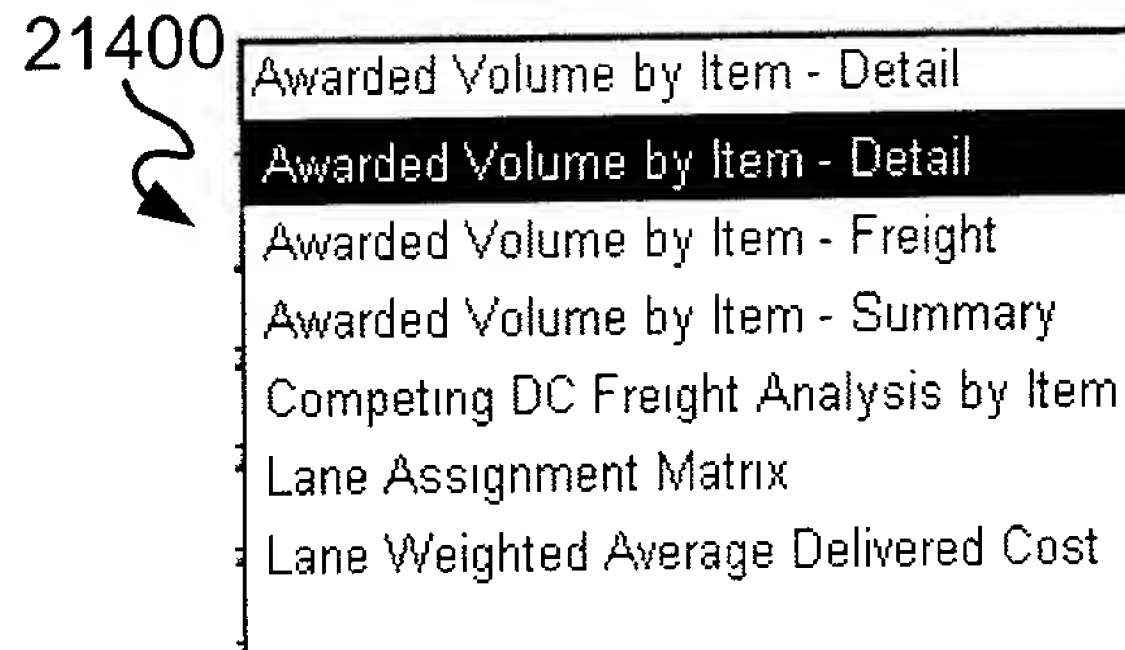 21400
Awarded Volume by Item - Detail
Awarded Volume by Item - Detail
Awarded Volume by Item - Freight
Awarded Volume by Item - Summary
Competing DC Freight Analysis by Item
Lane Assignment Matrix
Lane Weighted Average Delivered Cost